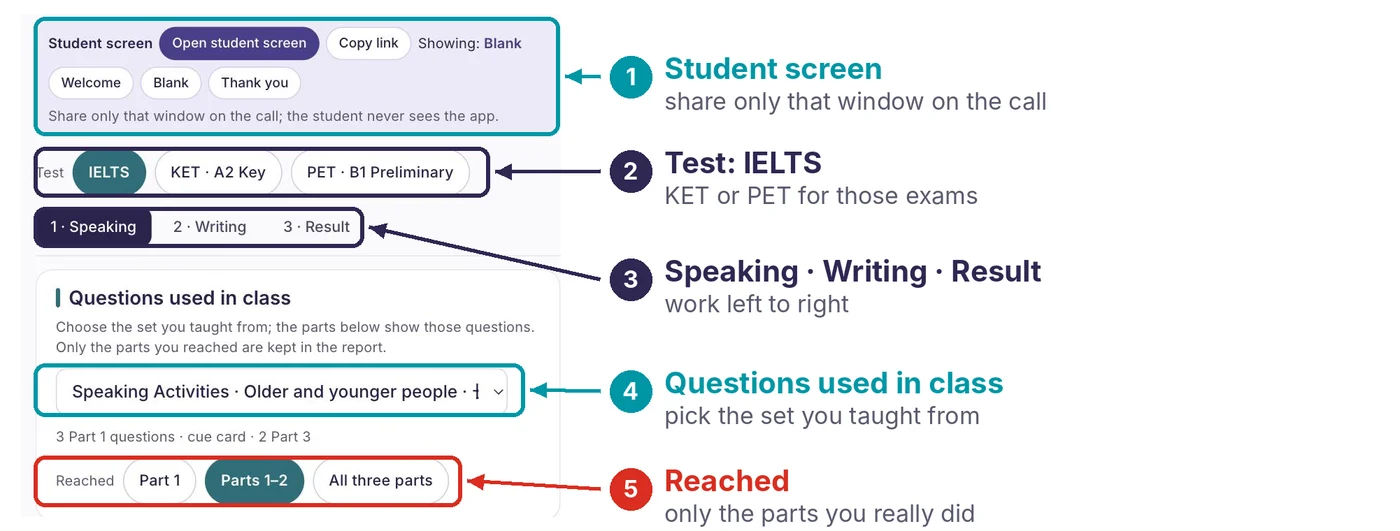 Student screen Open student screen Copy link Showing: Blank
Welcome Blank Thank you
Share only that window on the call; the student never sees the app.
1 Student screen
share only that window on the call
Test IELTS KET · A2 Key PET · B1 Preliminary
2 Test: IELTS
KET or PET for those exams
1 · Speaking 2 · Writing 3 · Result
3 Speaking · Writing · Result
work left to right
Questions used in class
Choose the set you taught from; the parts below show those questions.
Only the parts you reached are kept in the report.
Speaking Activities · Older and younger people ·
4 Questions used in class
pick the set you taught from
3 Part 1 questions · cue card · 2 Part 3
Reached Part 1 Parts 1–2 All three parts
5 Reached
only the parts you really did